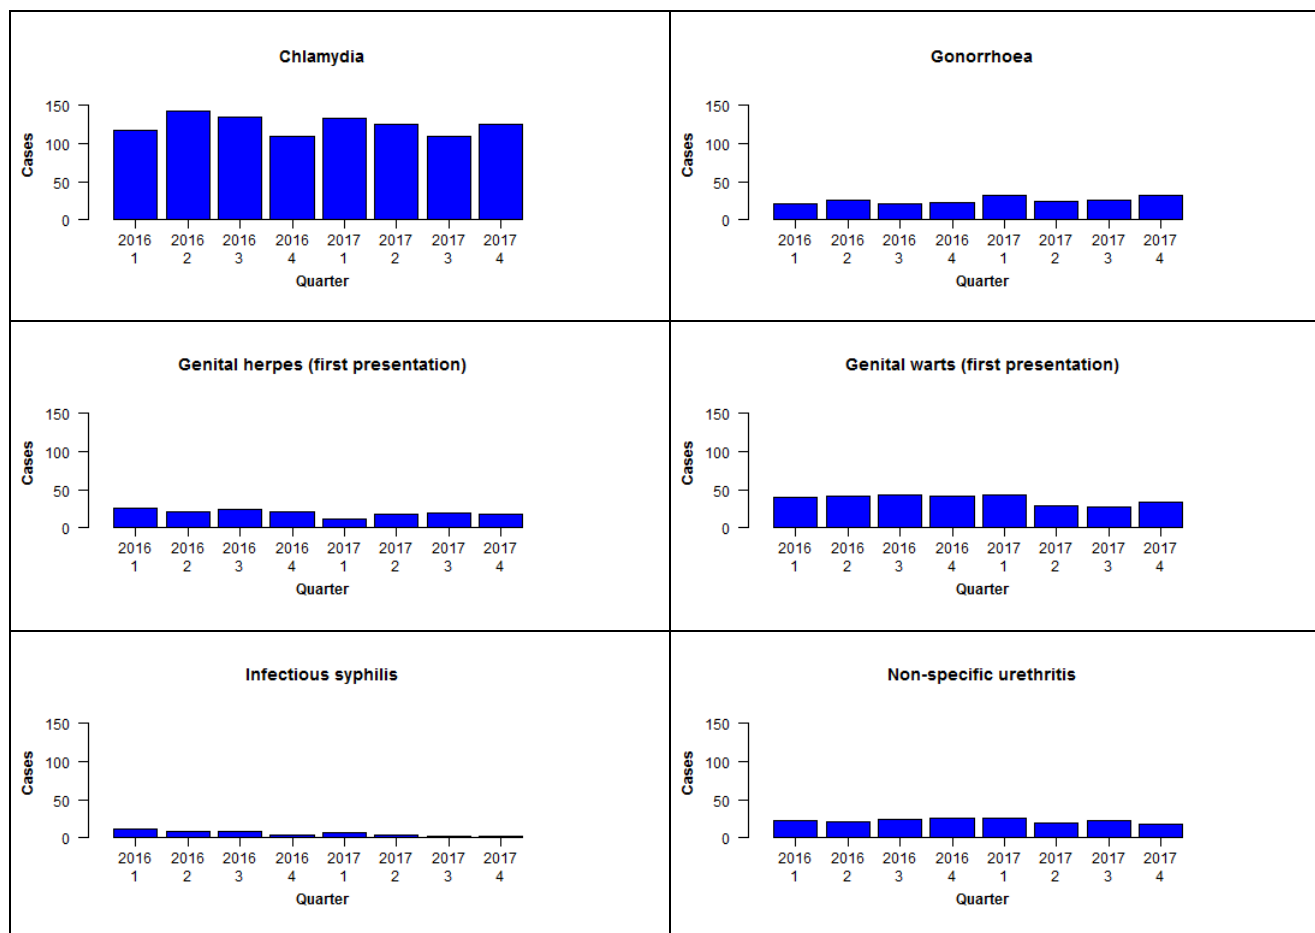 Chlamydia
150
100
50
0
Cases
2016 2016 2016 2016 2017 2017 2017 2017
1 2 3 4 1 2 3 4
Quarter
Gonorrhoea
150
100
50
0
Cases
2016 2016 2016 2016 2017 2017 2017 2017
1 2 3 4 1 2 3 4
Quarter
Genital herpes (first presentation)
150
100
50
0
Cases
2016 2016 2016 2016 2017 2017 2017 2017
1 2 3 4 1 2 3 4
Quarter
Genital warts (first presentation)
150
100
50
0
Cases
2016 2016 2016 2016 2017 2017 2017 2017
1 2 3 4 1 2 3 4
Quarter
Infectious syphilis
150
100
50
0
Cases
2016 2016 2016 2016 2017 2017 2017 2017
1 2 3 4 1 2 3 4
Quarter
Non-specific urethritis
150
100
50
0
Cases
2016 2016 2016 2016 2017 2017 2017 2017
1 2 3 4 1 2 3 4
Quarter